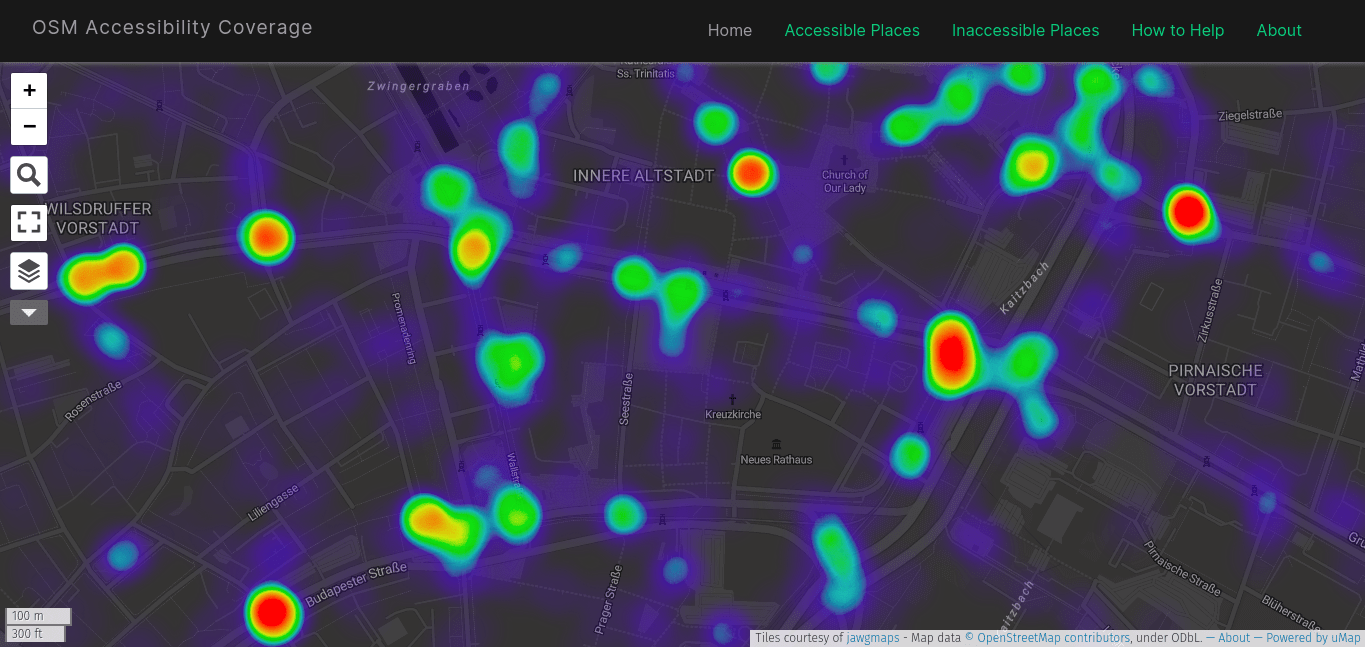 OSM Accessibility Coverage
Home
Accessible Places
Inaccessible Places
How to Help
About
Ss. Trinitatis
Zwingergraben
+
−
Ziegelstraße
INNERE ALTSTADT
Church of
Our Lady
WILSDRUFFER
VORSTADT
Kaitzbach
Promenadenring
Zirkusstraße
PIRNAISCHE
VORSTADT
Rosenstraße
Seestraße
Kreuzkirche
Neues Rathaus
Liliengasse
Budapester Straße
Prager Straße
Pirnaische Straße
Blüherstraße
100 m
300 ft
Tiles courtesy of jawgmaps - Map data © OpenStreetMap contributors, under ODbL. — About — Powered by uMap